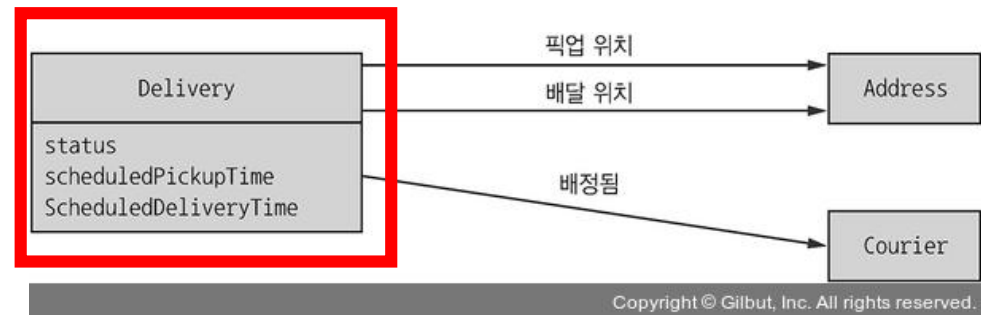 픽업 위치
Delivery
배달 위치
Address
status
scheduledPickupTime
ScheduledDeliveryTime
배정됨
Courier
Copyright © Gilbut, Inc. All rights reserved.